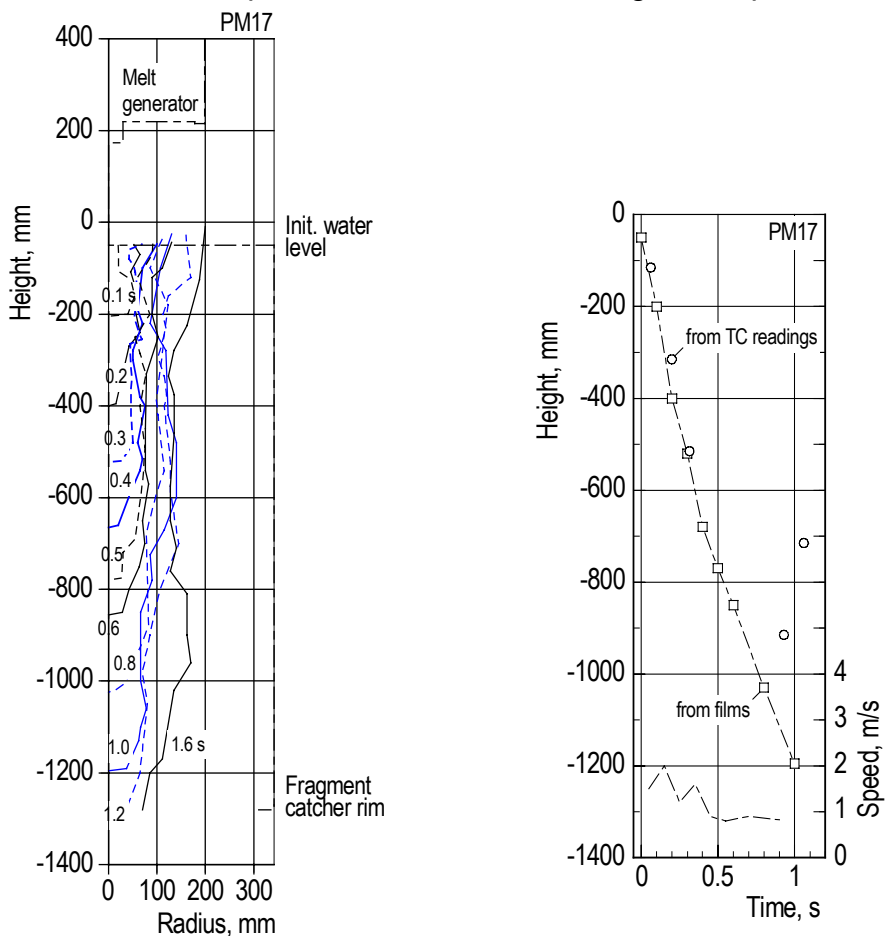 PM17
400
Melt
generator
200
0
Init. water
level
Height, mm
0.1 s
-200
0.2
-400
0.3
0.4
-600
0.5
-800
0.6
0.8
-1000
1.0
1.6 s
-1200
1.2
Fragment
catcher rim
-1400
0 100 200 300
Radius, mm
0
PM17
-200
from TC readings
-400
Height, mm
-600
-800
-1000
4
from films
3
-1200
2
1
-1400
0
Speed, m/s
0 0.5 1
Time, s